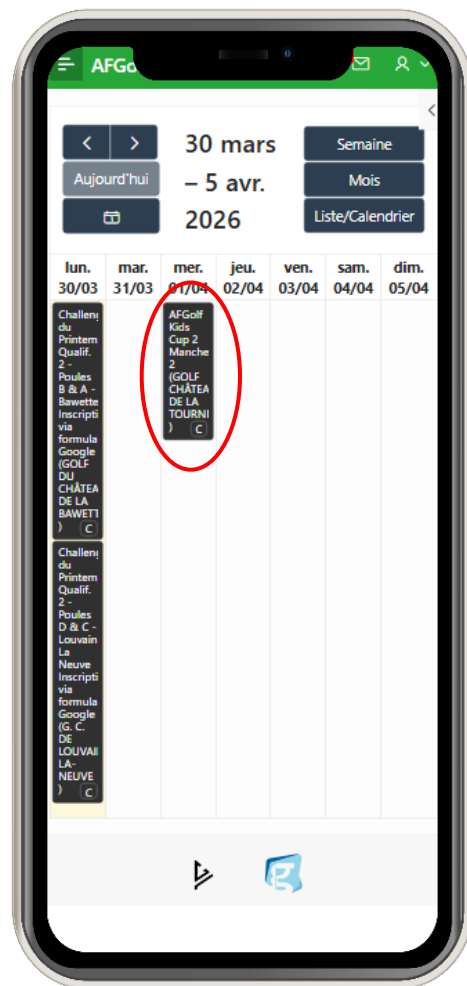 AFGo
0
30 mars
– 5 avr.
2026
Aujourd'hui
Semaine
Mois
Liste/Calendrier
lun.
30/03
mar.
31/03
mer.
01/04
jeu.
02/04
ven.
03/04
sam.
04/04
dim.
05/04
Challeng
du
Printem
Qualif.
2 -
Poules
B & A -
Bawette
Inscripti
via
formula
Google
(GOLF
DU
CHÂTEA
DE LA
BAWETT
) C
Challeng
du
Printem
Qualif.
2 -
Poules
D & C -
Louvain
La
Neuve
Inscripti
via
formula
Google
(G. C.
DE
LOUVAI
LA-
NEUVE
) C
AFGolf
Kids
Cup 2
Manche
2
(GOLF
CHÂTEA
DE LA
TOURNI
) C